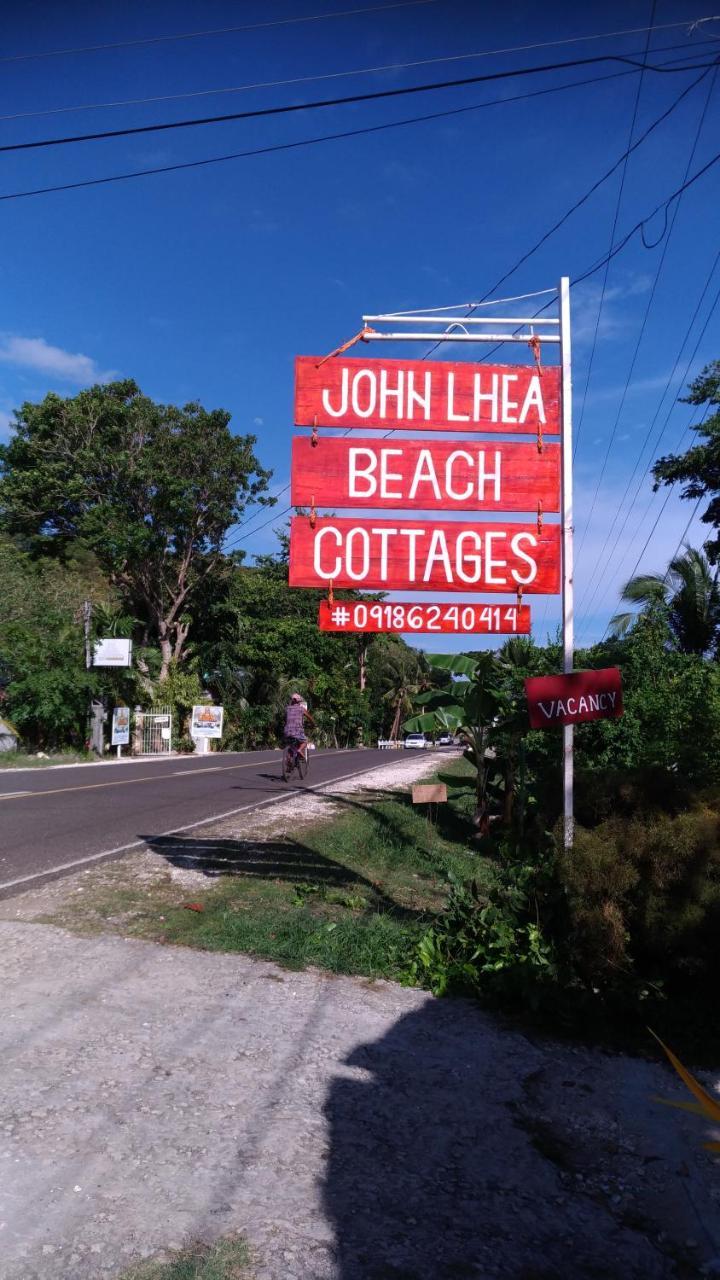 JOHN LHEA
BEACH
COTTAGES
#09186240414
VACANCY